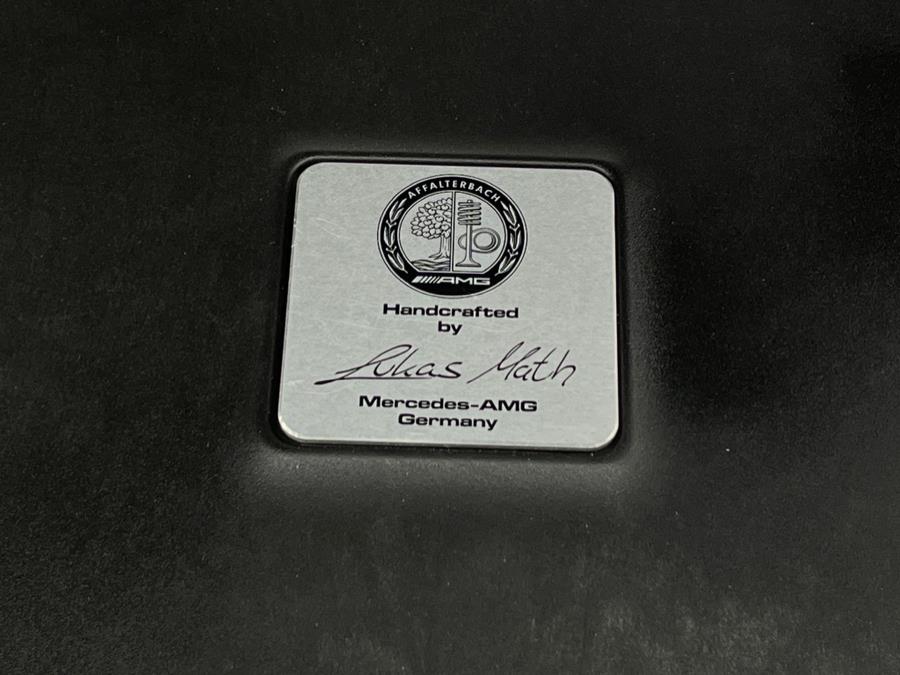 AFFALTERBACH
AMG
Handcrafted
by
Lukas Math
Mercedes-AMG
Germany